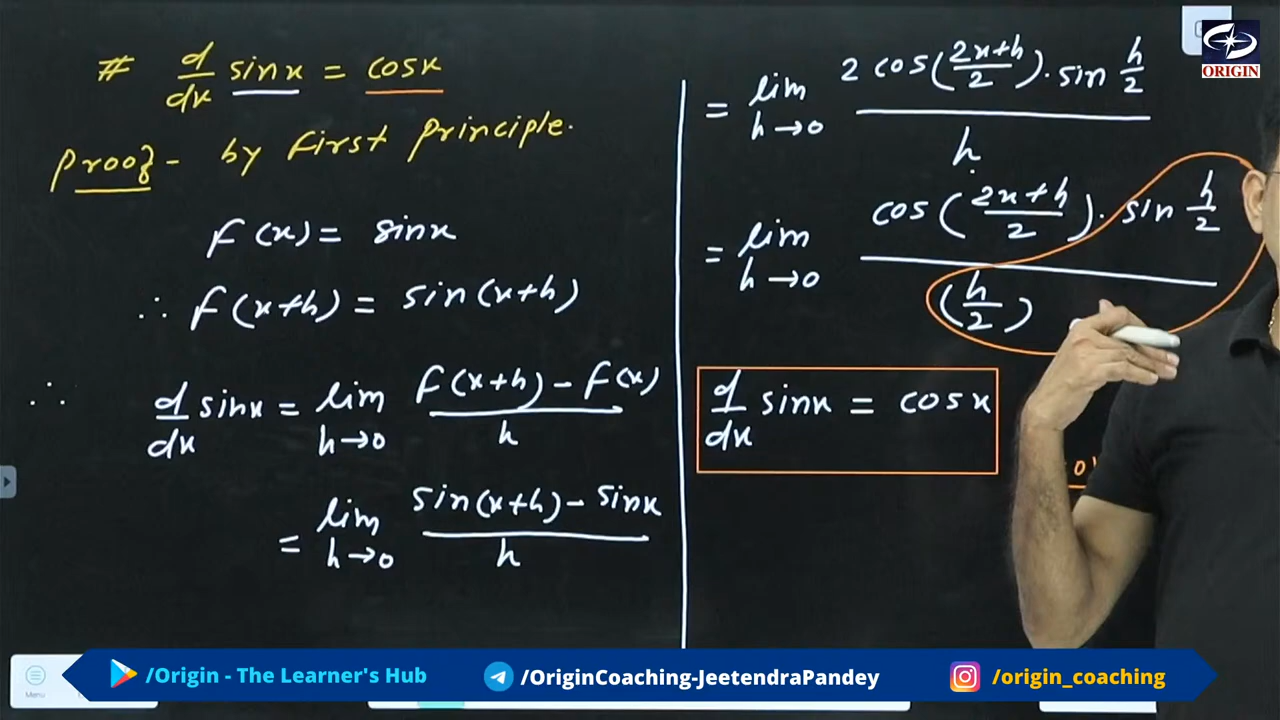 # d/dx sinx = cosx
Proof - by First Principle.
F(x) = sinx
∴ F(x+h) = sin(x+h)
∴ d/dx sinx = lim h→0 F(x+h) - F(x) / h
= lim h→0 sin(x+h) - sinx / h
= lim h→0 2 cos(2x+h/2) · sin h/2 / h
= lim h→0 cos(2x+h/2) · sin h/2 / (h/2)
d/dx sinx = cosx
ORIGIN
Menu
/Origin - The Learner's Hub
/OriginCoaching-JeetendraPandey
/origin_coaching